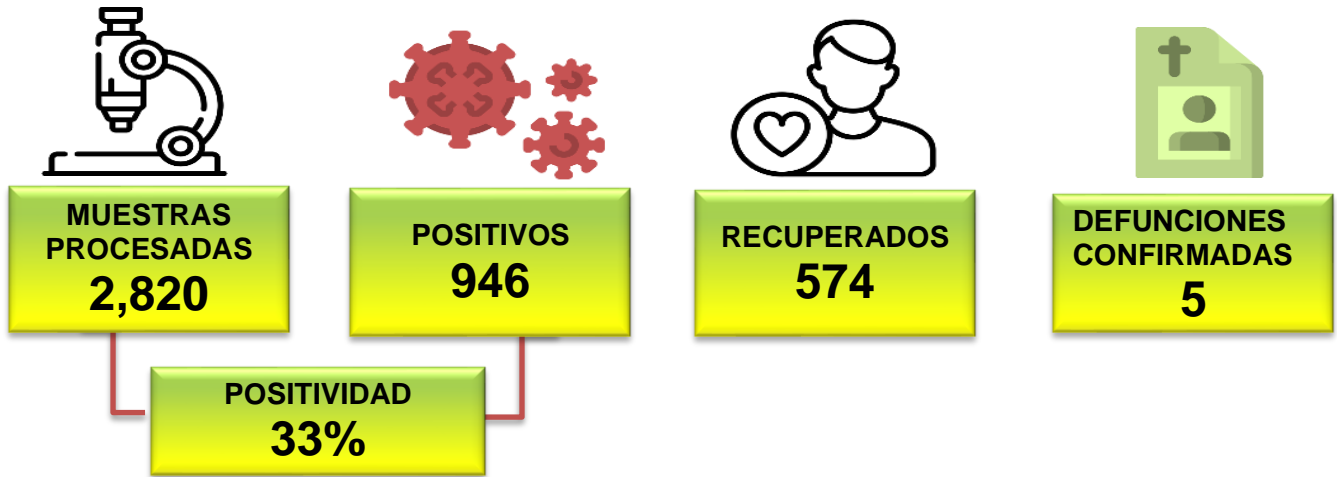 MUESTRAS
PROCESADAS
2,820
POSITIVOS
946
RECUPERADOS
574
DEFUNCIONES
CONFIRMADAS
5
POSITIVIDAD
33%